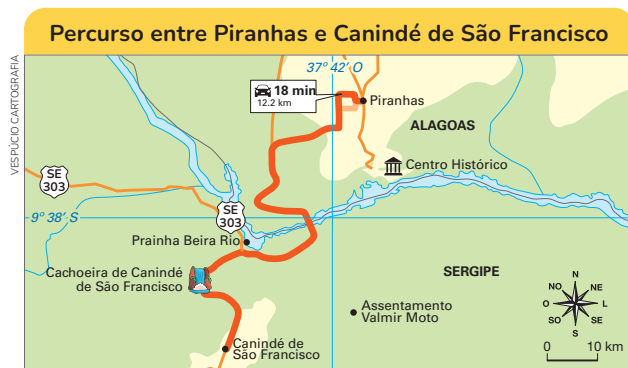 Percurso entre Piranhas e Canindé de São Francisco
VESPÚCIO CARTOGRAFIA
37º 42’ O
18 min
12.2 km
Piranhas
ALAGOAS
Centro Histórico
SE
303
SE
303
9º 38’ S
Prainha Beira Rio
Cachoeira de Canindé
de São Francisco
SERGIPE
Assentamento
Valmir Moto
Canindé de
São Francisco
N
NO
NE
O
L
SO
SE
S
0
10 km